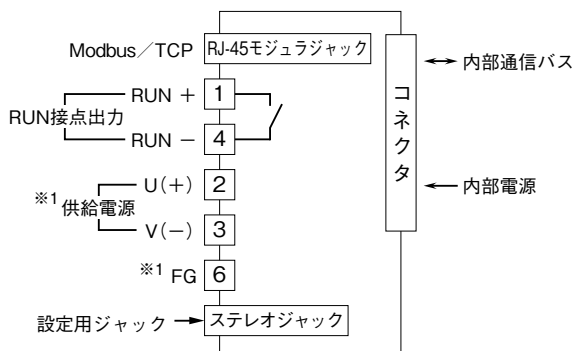 Modbus／TCP RJ-45モジュラジャック
内部通信バス
RUN + 1
RUN接点出力
RUN − 4
コネクタ
U(+) 2
※1 供給電源
内部電源
V(−) 3
※1 FG 6
設定用ジャック ステレオジャック